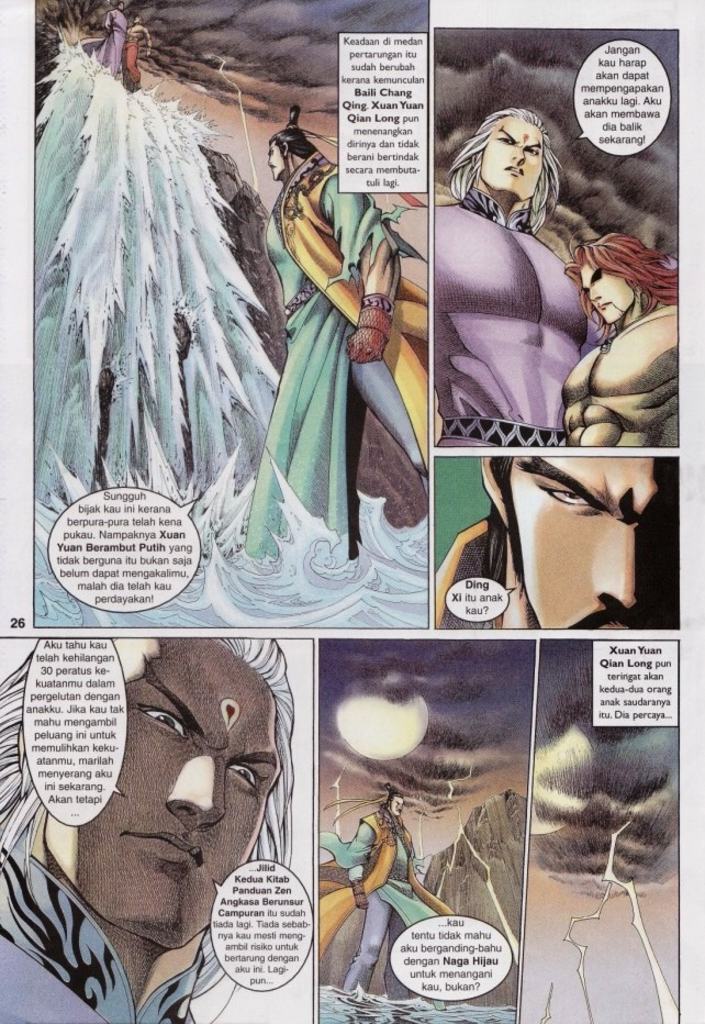 Keadaan di medan
pertarungan itu
sudah berubah
kerana kemunculan
Baili Chang
Qing. Xuan Yuan
Qian Long pun
menenangkan
dirinya dan tidak
berani bertindak
secara membuta-
tuli lagi.
Jangan
kau harap
akan dapat
mempengapakan
anakku lagi. Aku
akan membawa
dia balik
sekarang!
Sungguh
bijak kau ini kerana
berpura-pura telah kena
pukau. Nampaknya Xuan
Yuan Berambut Putih yang
tidak berguna itu bukan saja
belum dapat mengakalimu,
malah dia telah kau
perdayakan!
Ding
Xi itu anak
kau?
26
Aku tahu kau
telah kehilangan
30 peratus ke-
kuatanmu dalam
pergelutan dengan
anakku. Jika kau tak
mahu mengambil
peluang ini untuk
memulihkan keku-
atanmu, marilah
menyerang aku
ini sekarang.
Akan tetapi
...
...Jilid
Kedua Kitab
Panduan Zen
Angkasa Berunsur
Campuran itu sudah
tiada lagi. Tiada sebab-
nya kau mesti meng-
ambil risiko untuk
bertarung dengan
aku ini. Lagi-
pun...
...kau
tentu tidak mahu
aku berganding-bahu
dengan Naga Hijau
untuk menangani
kau, bukan?
Xuan Yuan
Qian Long pun
teringat akan
kedua-dua orang
anak saudaranya
itu. Dia percaya...